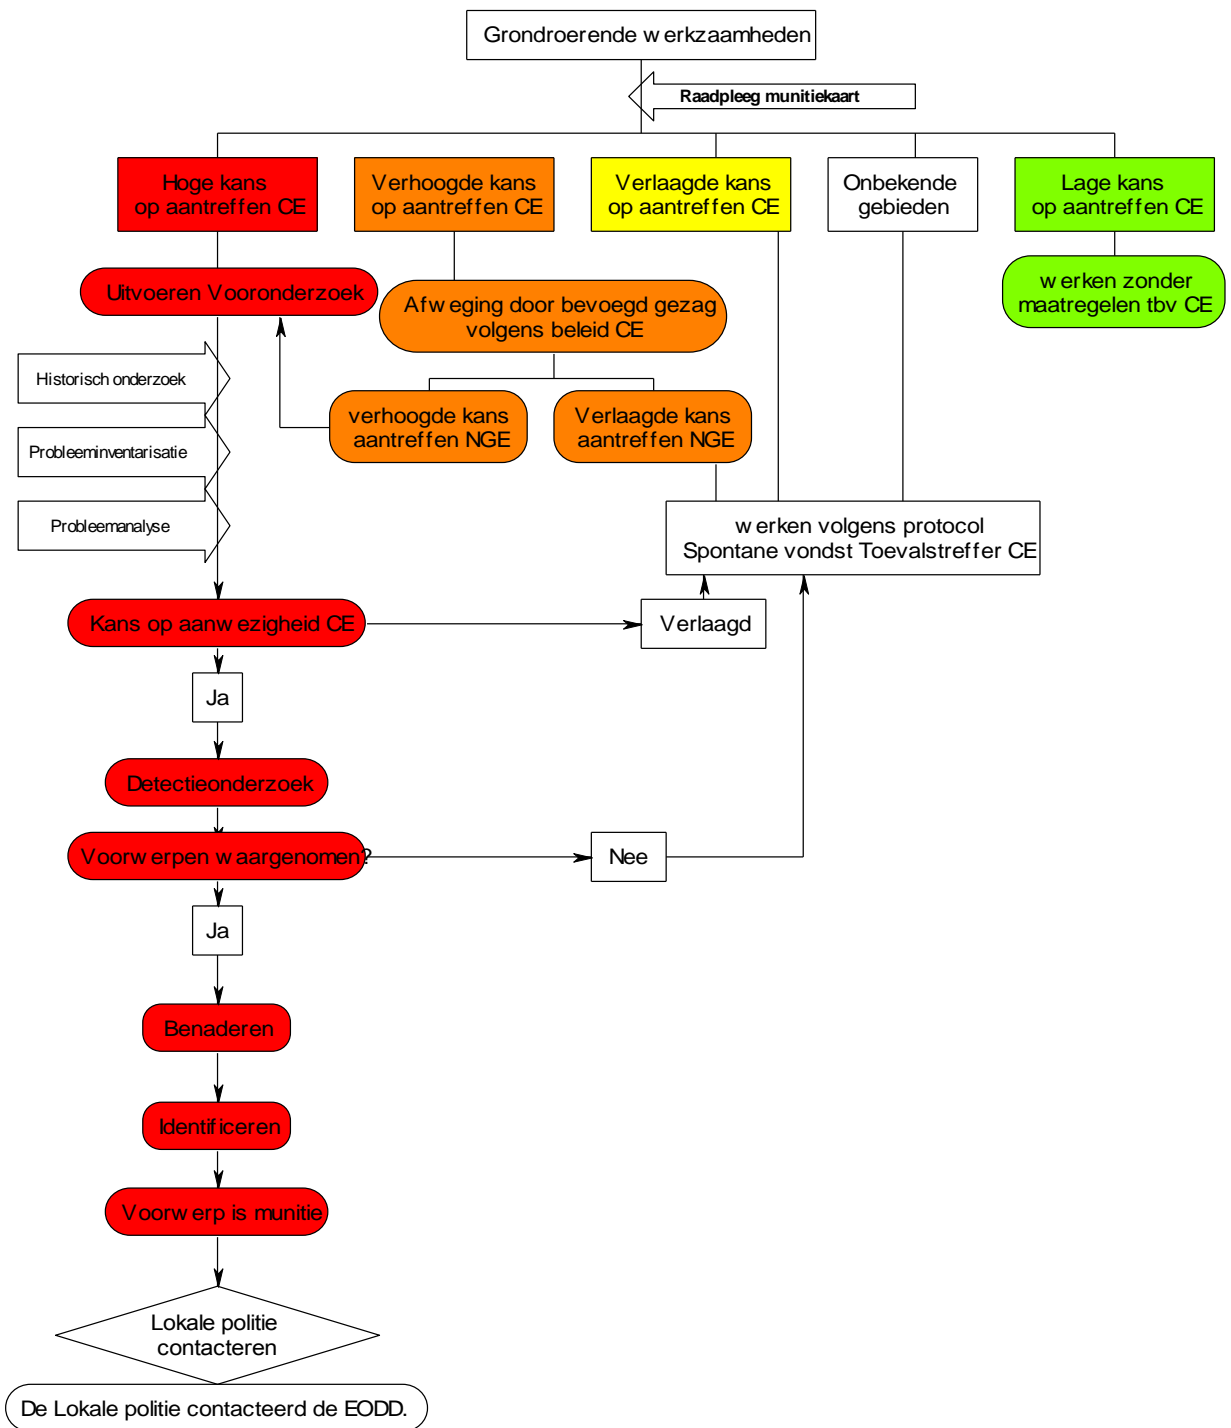 Grondroerende werkzaamheden
Raadpleeg munitiekaart
Hoge kans
op aantreffen CE
Verhoogde kans
op aantreffen CE
Verlaagde kans
op aantreffen CE
Onbekende
gebieden
Lage kans
op aantreffen CE
Uitvoeren Vooronderzoek
Afweging door bevoegd gezag
volgens beleid CE
werken zonder
maatregelen tbv CE
Historisch onderzoek
verhoogde kans
aantreffen NGE
Verlaagde kans
aantreffen NGE
Probleeminventarisatie
Probleemanalyse
werken volgens protocol
Spontane vondst Toevalstreffer CE
Kans op aanwezigheid CE
Verlaagd
Ja
Detectieonderzoek
Voorwerpen waargenomen?
Nee
Ja
Benaderen
Identificeren
Voorwerp is munitie
Lokale politie
contacteren
De Lokale politie contacteerd de EODD.